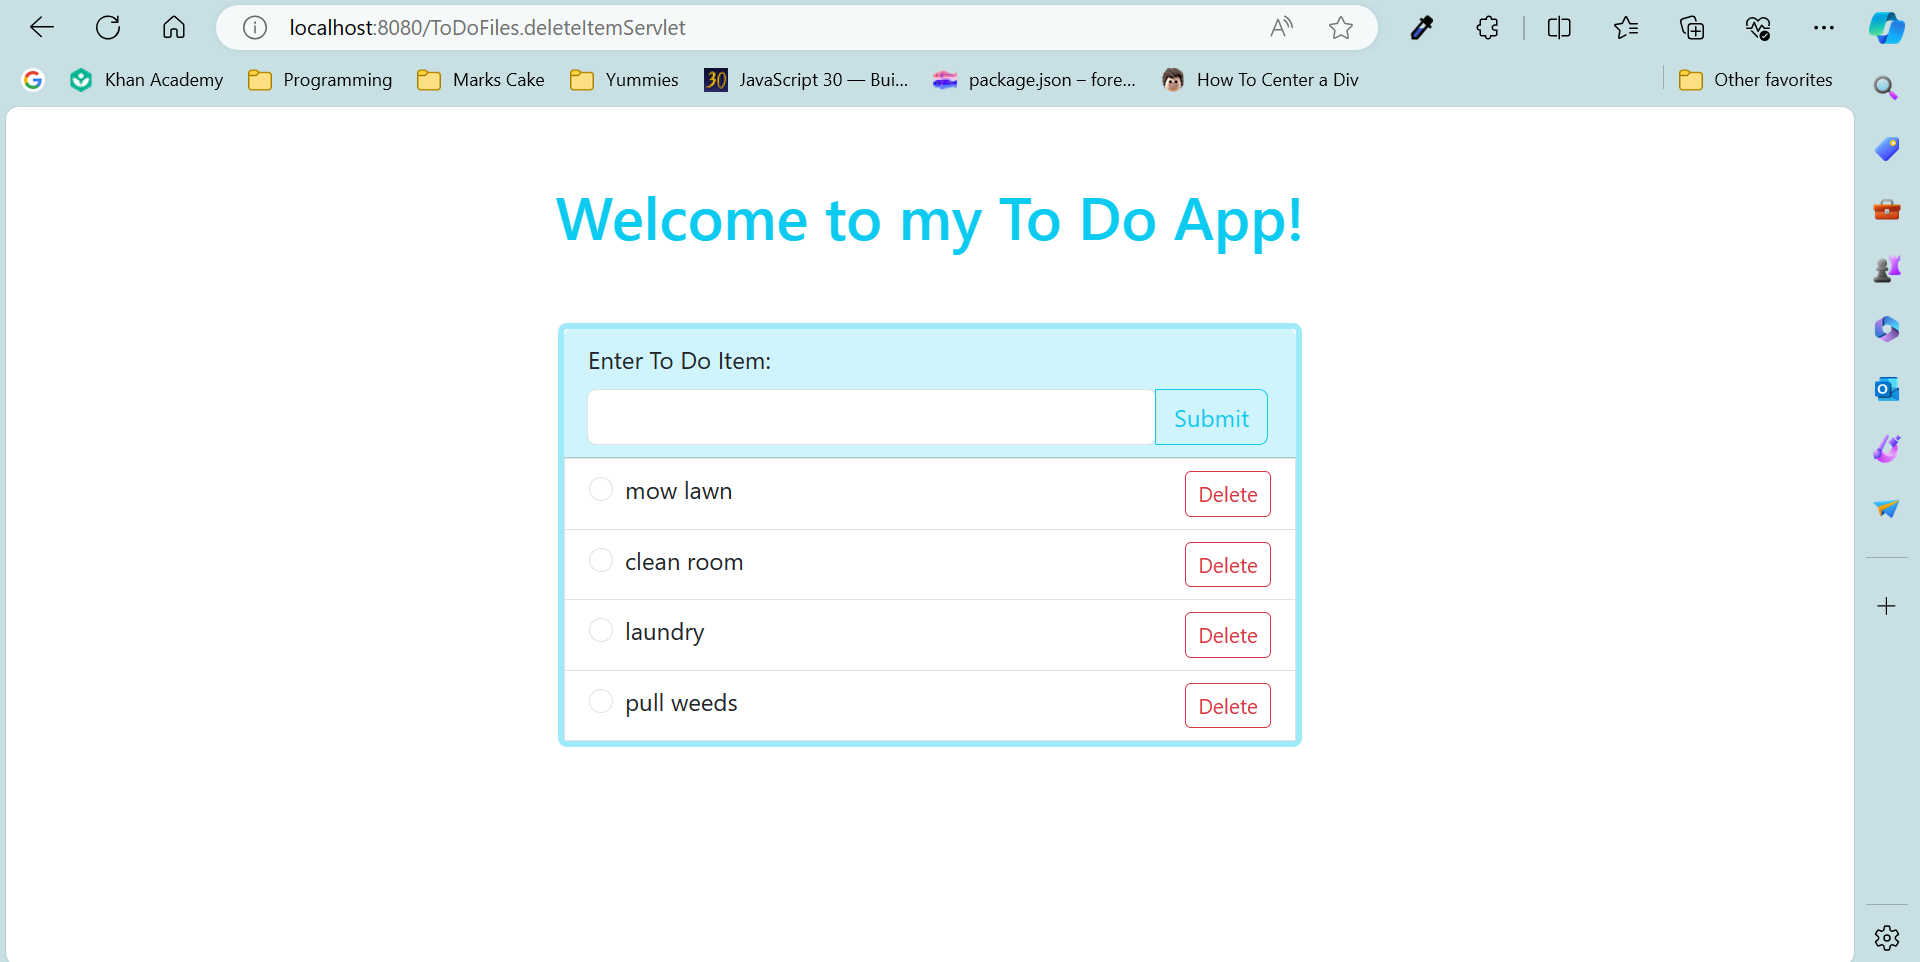 localhost:8080/ToDoFiles.deleteItemServlet
Khan Academy Programming Marks Cake Yummies 30 JavaScript 30 — Bui... package.json – fore... How To Center a Div Other favorites
Welcome to my To Do App!
Enter To Do Item:
Submit
mow lawn Delete
clean room Delete
laundry Delete
pull weeds Delete